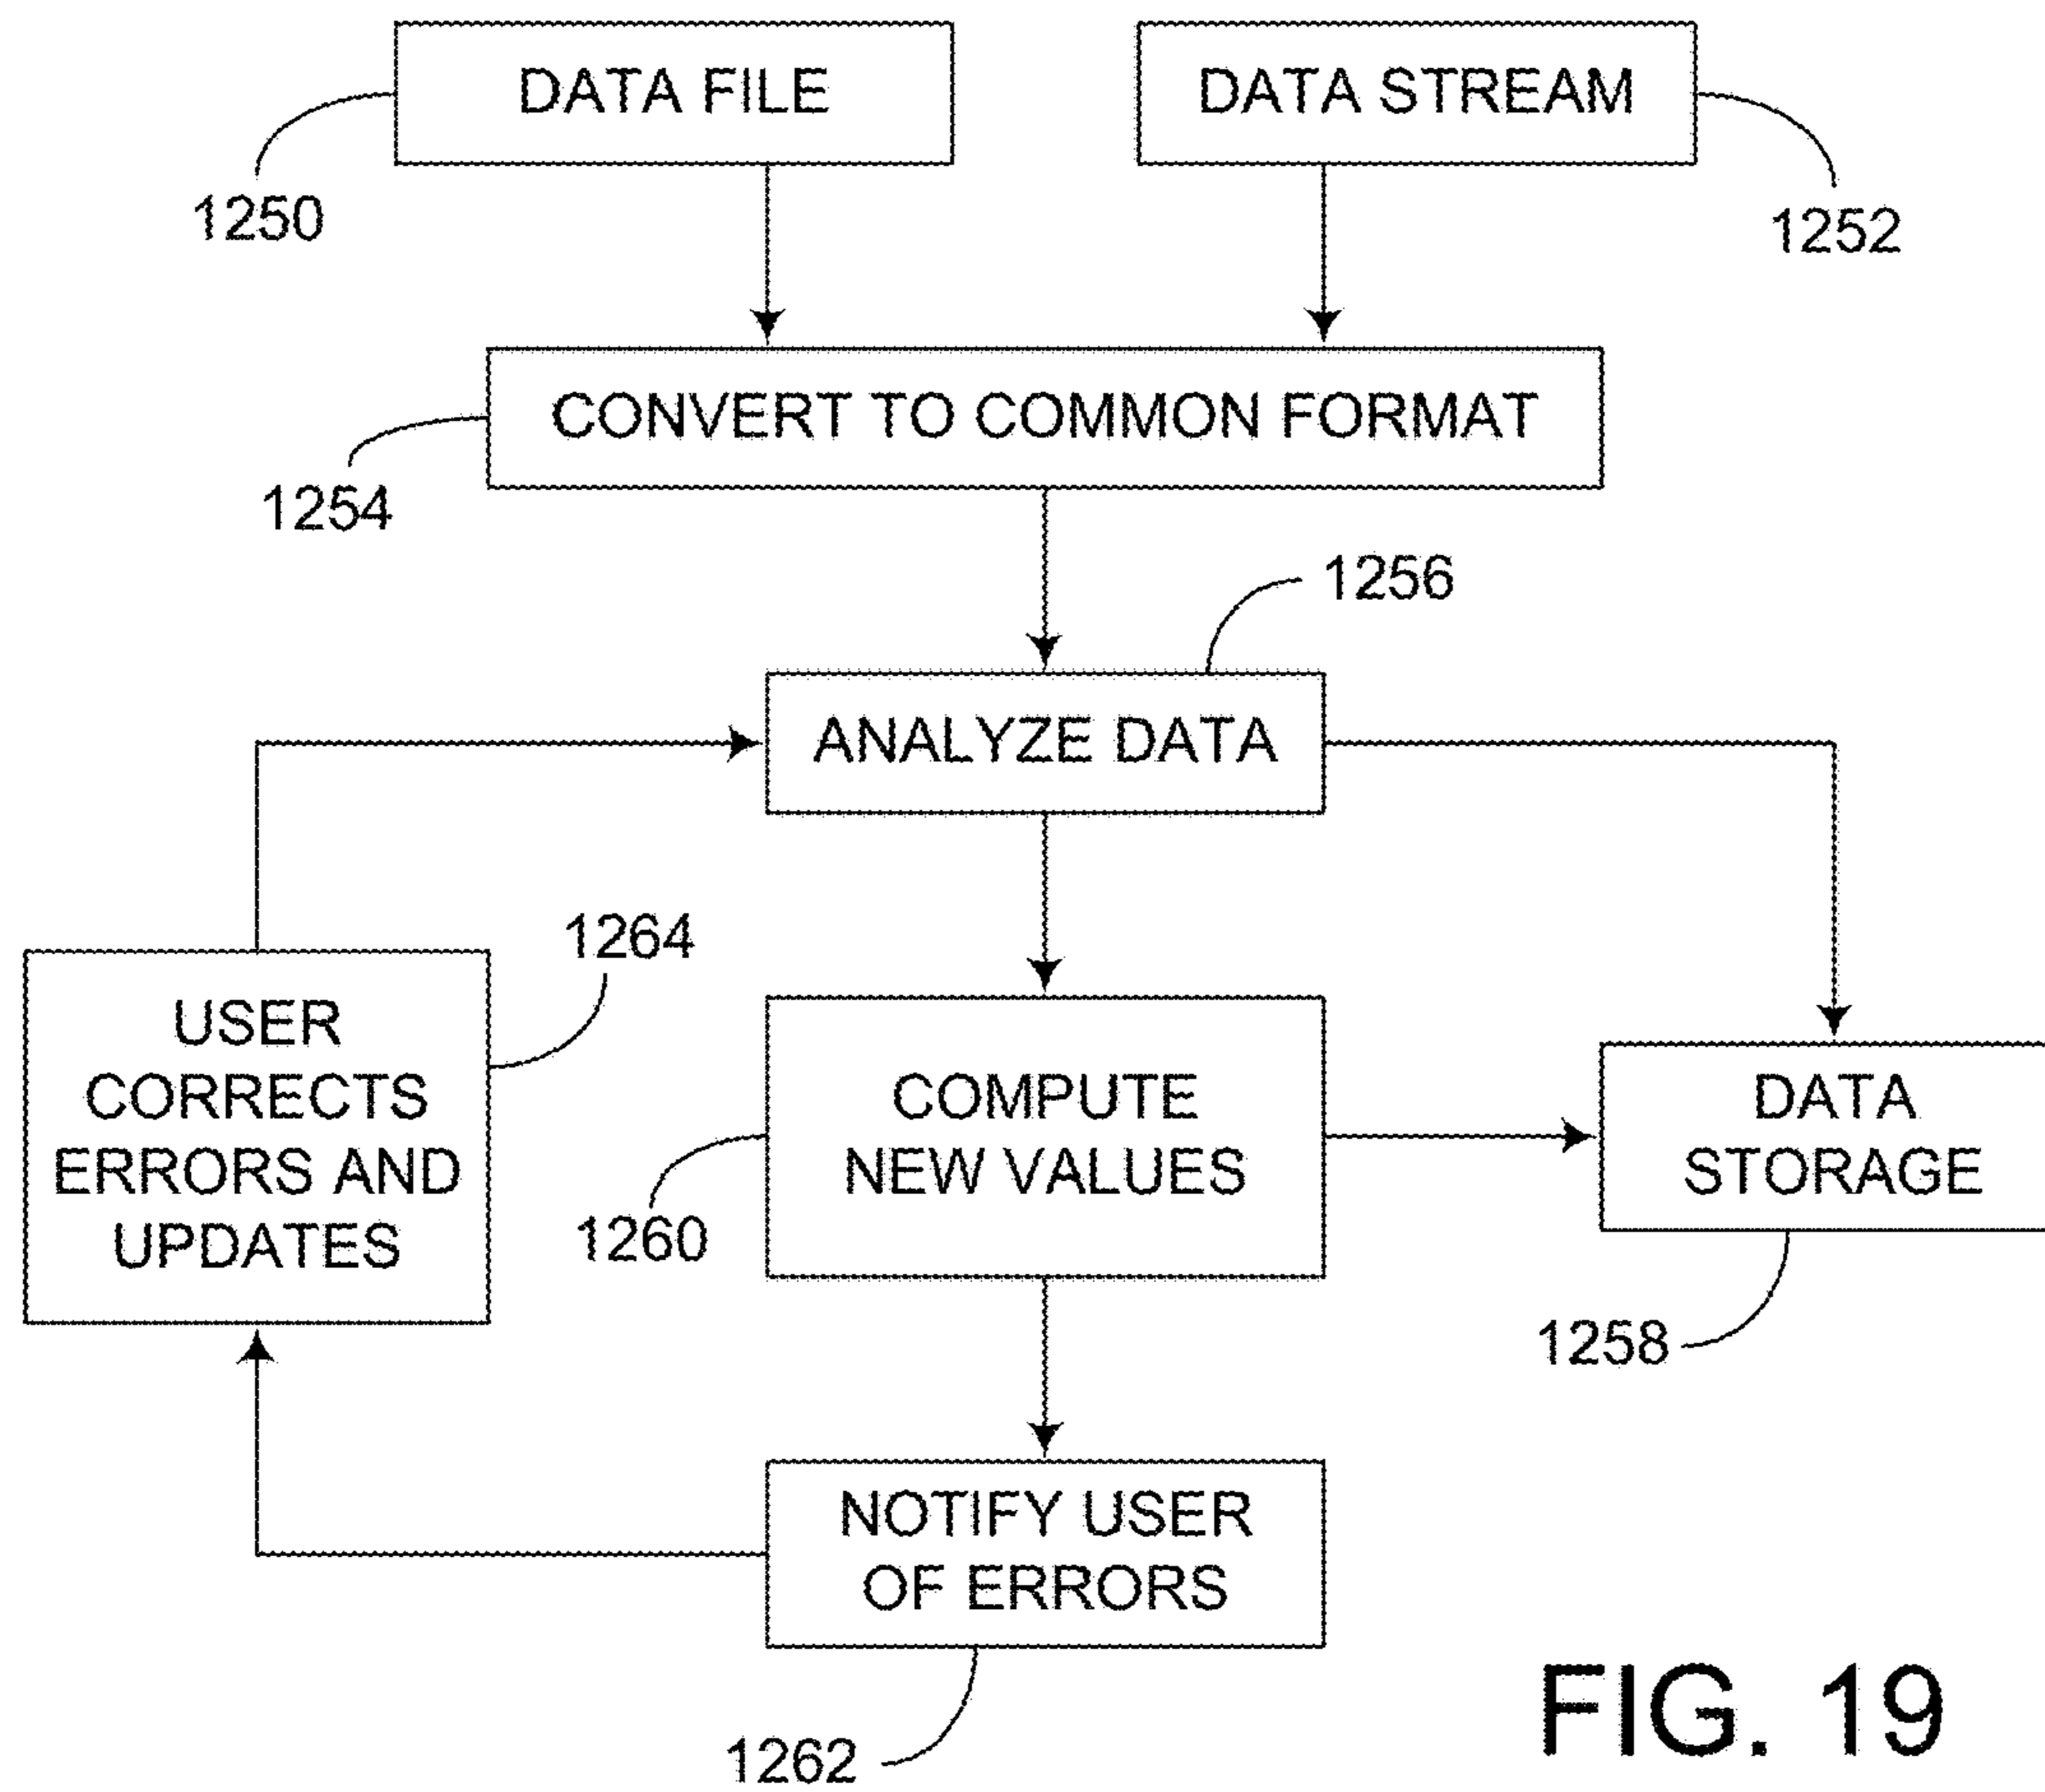 DATA FILE
DATA STREAM
1250
1252
CONVERT TO COMMON FORMAT
1254
1256
ANALYZE DATA
1264
USER
CORRECTS
ERRORS AND
UPDATES
COMPUTE
NEW VALUES
1260
DATA
STORAGE
1258
NOTIFY USER
OF ERRORS
1262
FIG. 19